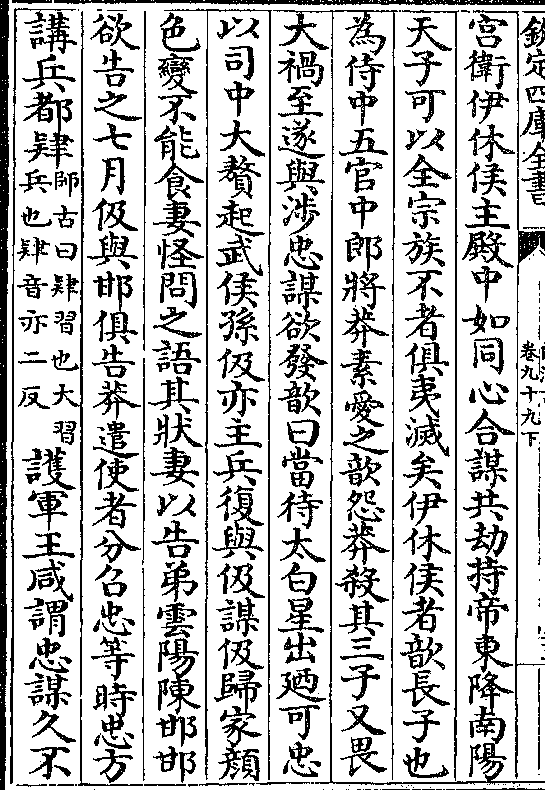 欽定四庫全書
卷九十九下
宮衛伊休侯主殿中如同心合謀共劫持帝東降南陽
天子可以全宗族不者俱夷滅矣伊休侯者歆長子也
為侍中五官中郎將莽素愛之歆怨莽殺其三子又畏
大禍至遂與涉忠謀欲發歆曰當待太白星出廼可忠
以司中大贅起武侯孫伋亦主兵復與伋謀伋歸家顔
色變不能食妻怪問之語其狀妻以告弟雲陽陳邯邯
欲告之七月伋與邯俱告莽遣使者分召忠等時忠方
講兵都肄師古曰肄習也大習兵也肄音亦二反䕶軍王咸謂忠謀久不